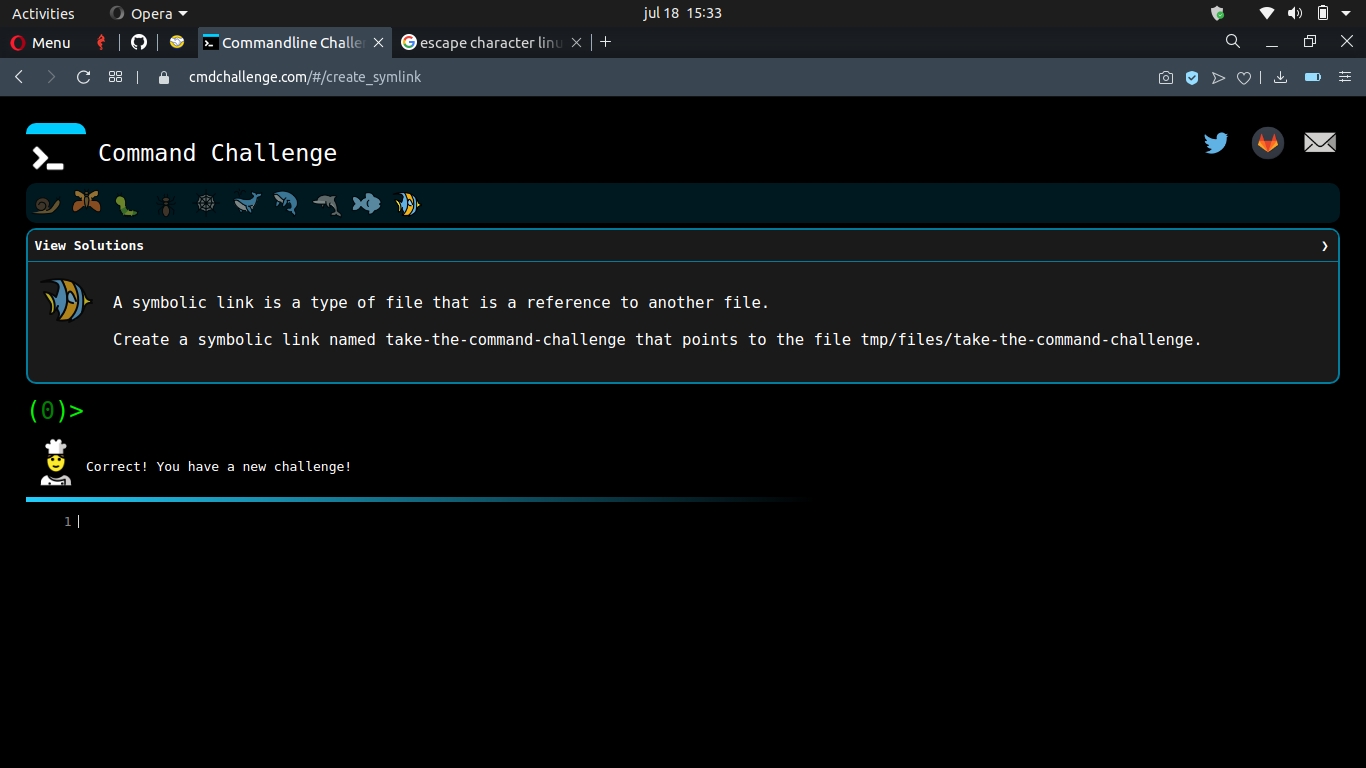 Activities Opera jul 18 15:33
Menu Commandline Challe escape character linu
cmdchallenge.com/#/create_symlink
Command Challenge
View Solutions
A symbolic link is a type of file that is a reference to another file.
Create a symbolic link named take-the-command-challenge that points to the file tmp/files/take-the-command-challenge.
(0)>
Correct! You have a new challenge!
1